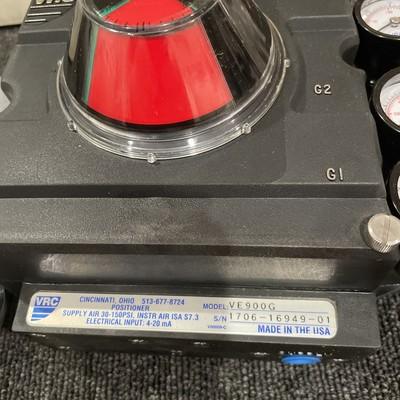 VRC
G2
G1
VRC
CINCINNATI, OHIO 513-677-8724
POSITIONER
SUPPLY AIR 30-150PSI, INSTR AIR ISA S7.3
ELECTRICAL INPUT: 4-20 mA
MODEL: VE900G
S/N 1706-16949-01
MADE IN THE USA